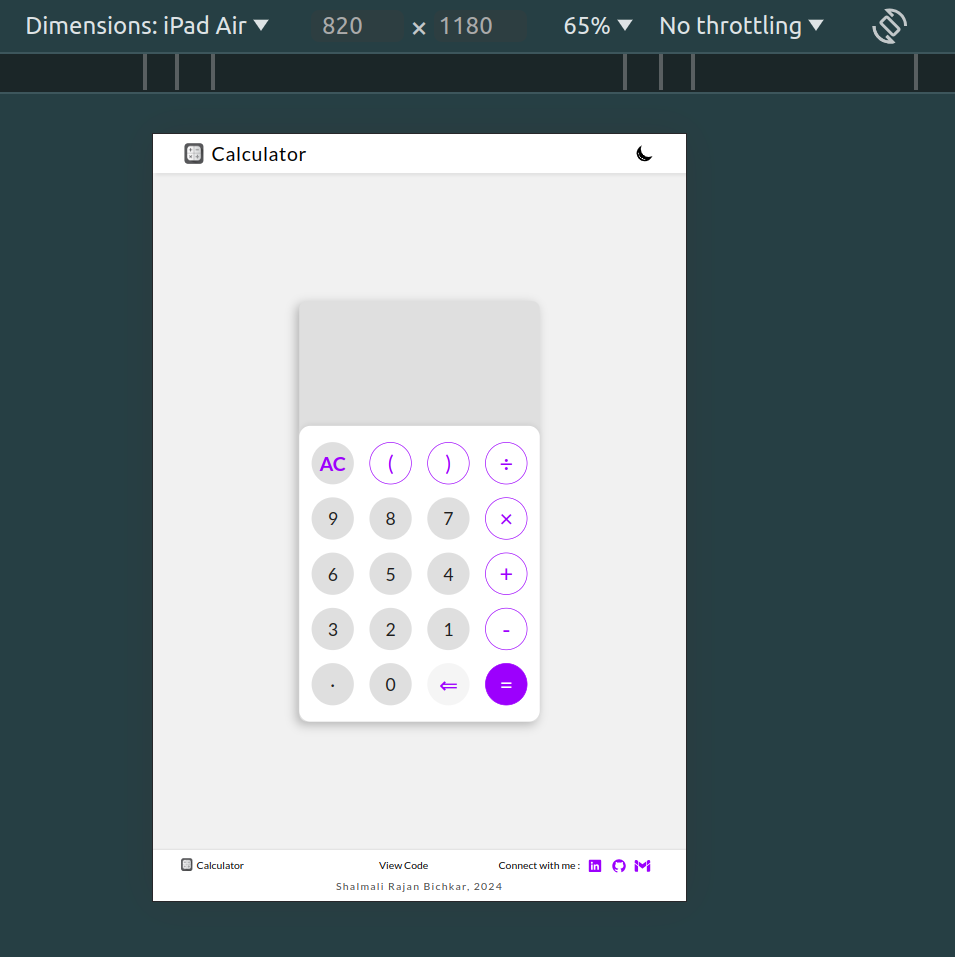 Dimensions: iPad Air ▼ 820 × 1180 65% ▼ No throttling ▼
Calculator
AC ( ) ÷
9 8 7 ×
6 5 4 +
3 2 1 -
. 0 ⇐ =
Calculator View Code Connect with me :
Shalmali Rajan Bichkar, 2024